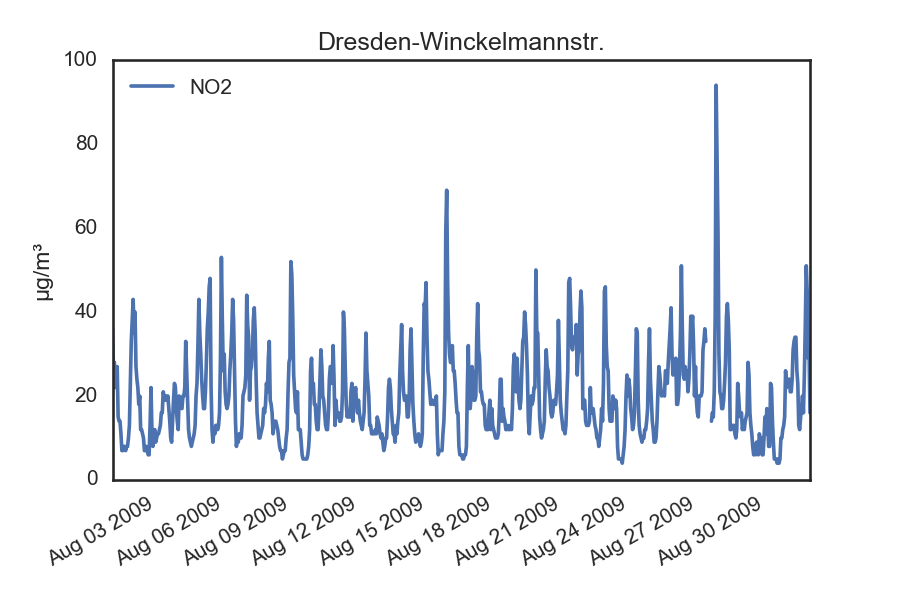 Dresden-Winckelmannstr.
100
80
60
40
20
0
µg/m³
NO2
Aug 03 2009
Aug 06 2009
Aug 09 2009
Aug 12 2009
Aug 15 2009
Aug 18 2009
Aug 21 2009
Aug 24 2009
Aug 27 2009
Aug 30 2009